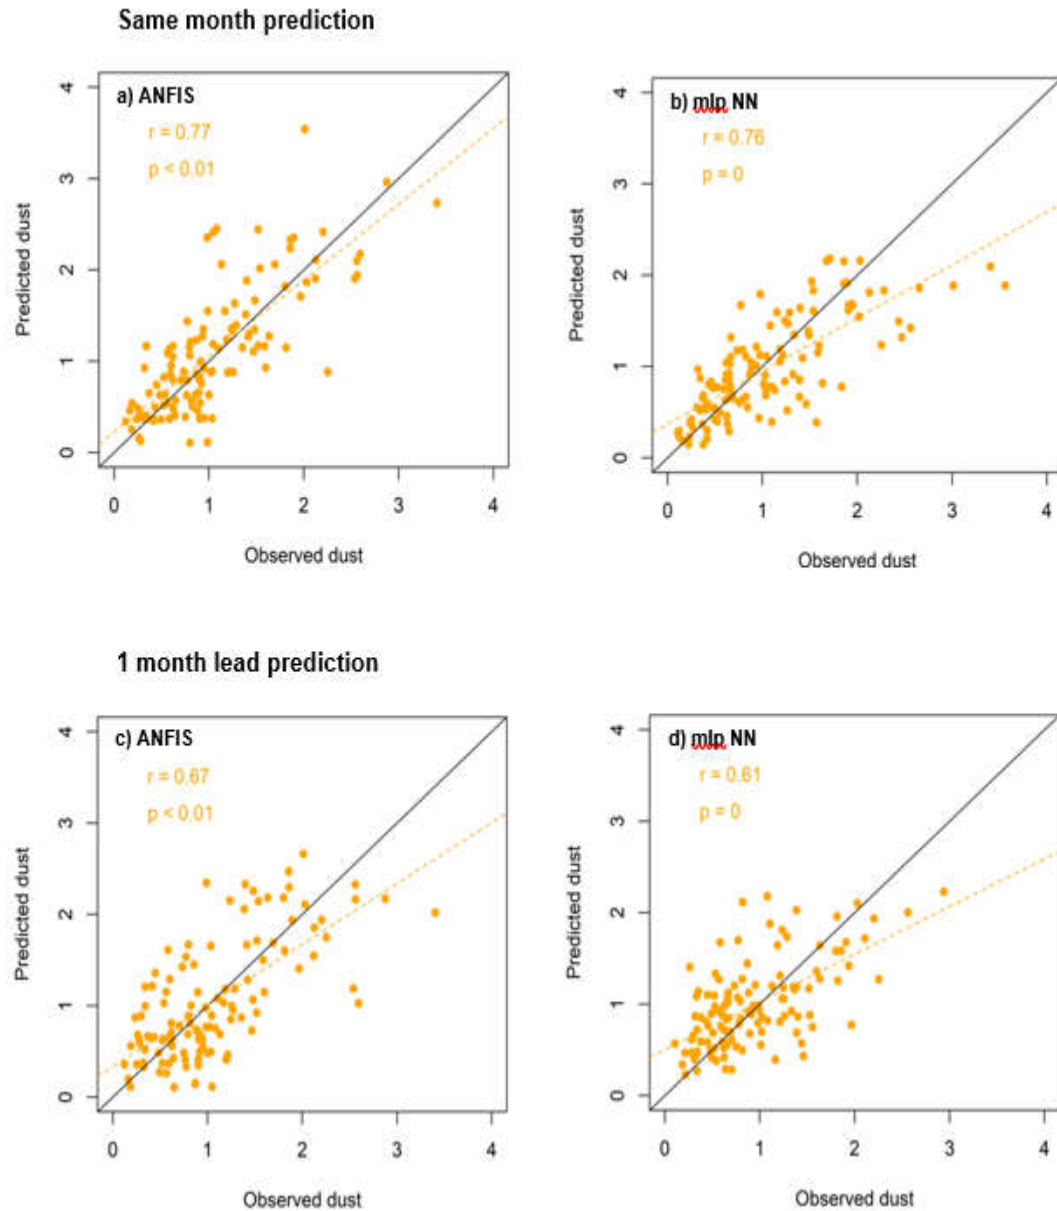 Same month prediction
a) ANFIS
r = 0.77
p < 0.01
4
3
2
1
0
Predicted dust
0 1 2 3 4
Observed dust
b) mlp NN
r = 0.76
p = 0
4
3
2
1
0
Predicted dust
0 1 2 3 4
Observed dust
1 month lead prediction
c) ANFIS
r = 0.67
p < 0.01
4
3
2
1
0
Predicted dust
0 1 2 3 4
Observed dust
d) mlp NN
r = 0.61
p = 0
4
3
2
1
0
Predicted dust
0 1 2 3 4
Observed dust